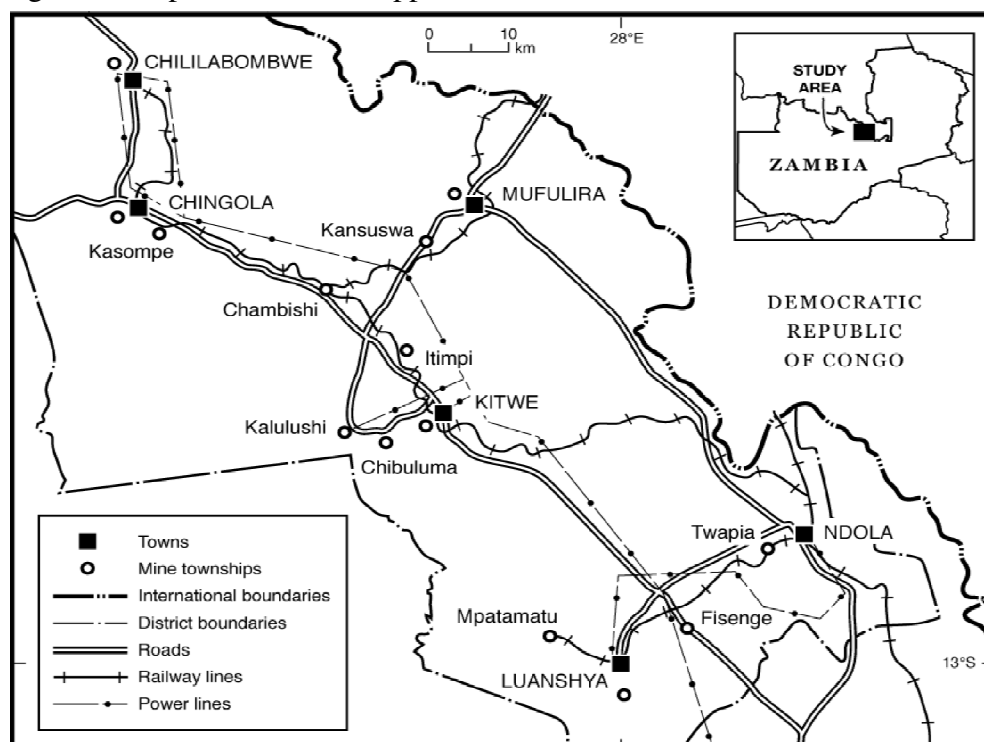 0 10
km
28°E
CHILILABOMBWE
STUDY
AREA
ZAMBIA
CHINGOLA
MUFULIRA
Kansuswa
Kasompe
Chambishi
DEMOCRATIC
REPUBLIC
OF CONGO
Itimpi
KITWE
Kalulushi
Chibuluma
Twapia
NDOLA
Mpatamatu
Fisenge
LUANSHYA
13°S
Towns
Mine townships
International boundaries
District boundaries
Roads
Railway lines
Power lines